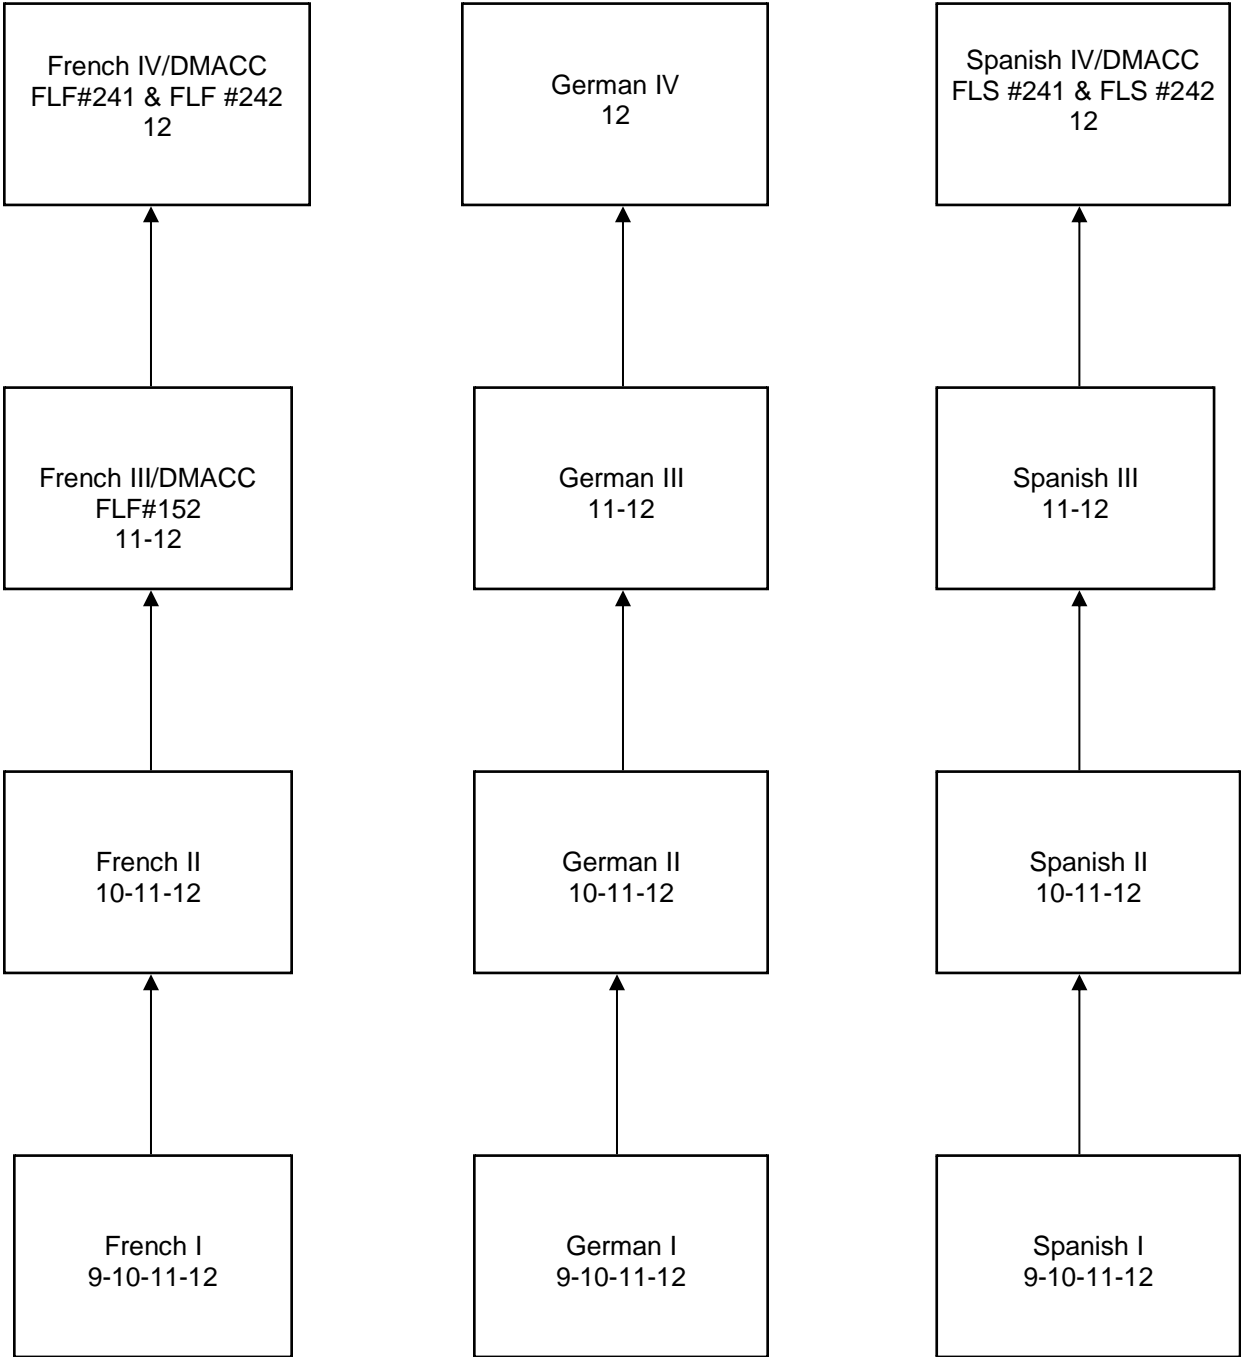 French IV/DMACC
FLF#241 & FLF #242
12
German IV
12
Spanish IV/DMACC
FLS #241 & FLS #242
12
French III/DMACC
FLF#152
11-12
German III
11-12
Spanish III
11-12
French II
10-11-12
German II
10-11-12
Spanish II
10-11-12
French I
9-10-11-12
German I
9-10-11-12
Spanish I
9-10-11-12